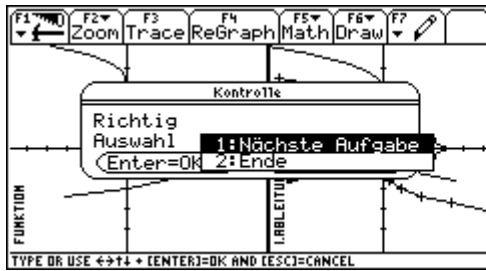 F1 F2 F3 F4 F5 F6 F7
Zoom Trace ReGraph Math Draw
Kontrolle
Richtig
Auswahl
1:Nächste Aufgabe
2:Ende
(Enter=OK
FUNKTION
1.ABLEITU
TYPE OR USE ←→↑↓ + [ENTER]=OK AND [ESC]=CANCEL